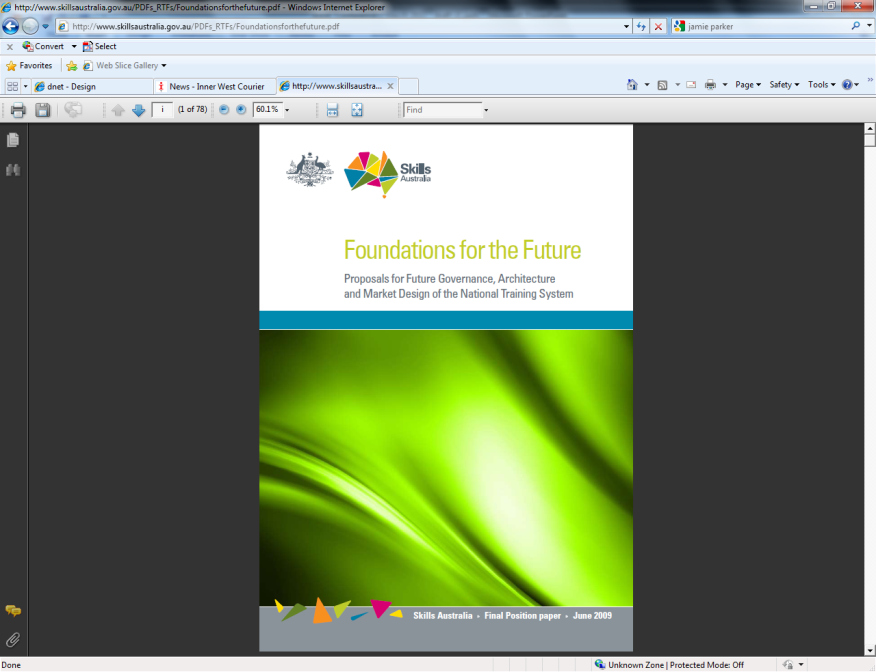 http://www.skillsaustralia.gov.au/PDFs_RTFs/Foundationsforthefuture.pdf - Windows Internet Explorer
http://www.skillsaustralia.gov.au/PDFs_RTFs/Foundationsforthefuture.pdf
jamie parker
x Convert Select
Favorites Web Slice Gallery
dnet - Design News - Inner West Courier http://www.skillsaustra... X Page Safety Tools
i (1 of 78) 60.1% Find
Skills
Australia
Foundations for the Future
Proposals for Future Governance, Architecture
and Market Design of the National Training System
Skills Australia • Final Position paper • June 2009
Done Unknown Zone | Protected Mode: Off